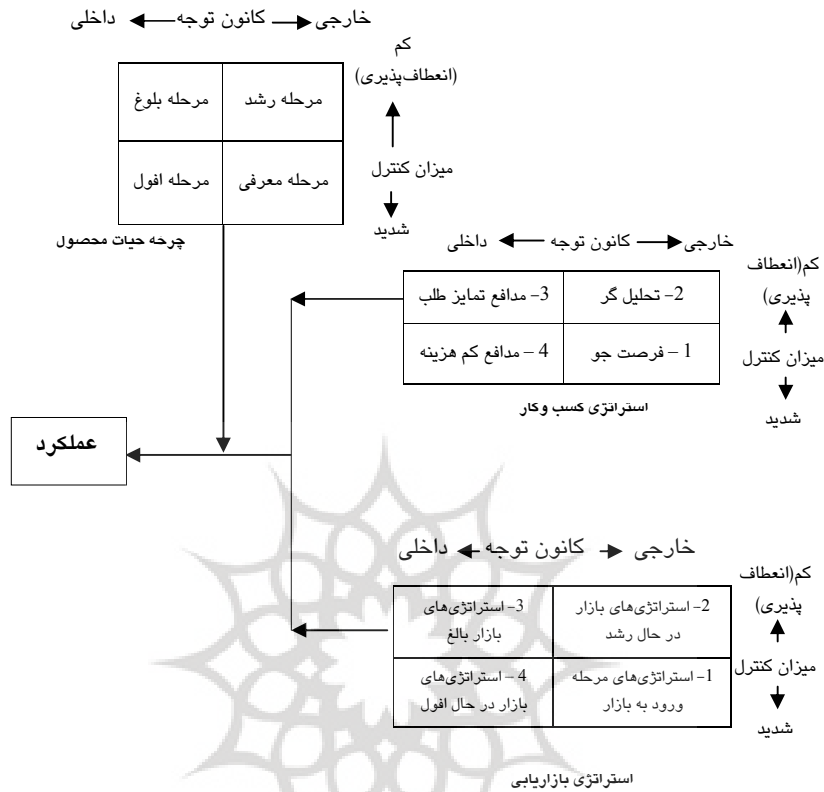 خارجی کانون توجه داخلی
کم
(انعطاف‌پذیری)
میزان کنترل
شدید
مرحله رشد
مرحله بلوغ
مرحله معرفی
مرحله افول
چرخه حیات محصول
خارجی کانون توجه داخلی
کم(انعطاف
پذیری)
میزان کنترل
شدید
2- تحلیل گر
3- مدافع تمایز طلب
1 – فرصت جو
4 – مدافع کم هزینه
استراتژی کسب وکار
عملکرد
خارجی کانون توجه داخلی
کم(انعطاف
پذیری)
میزان کنترل
شدید
2- استراتژی‌های بازار
در حال رشد
3- استراتژی‌های
بازار بالغ
1- استراتژی‌های مرحله
ورود به بازار
4 – استراتژی‌های
بازار در حال افول
استراتژی بازاریابی